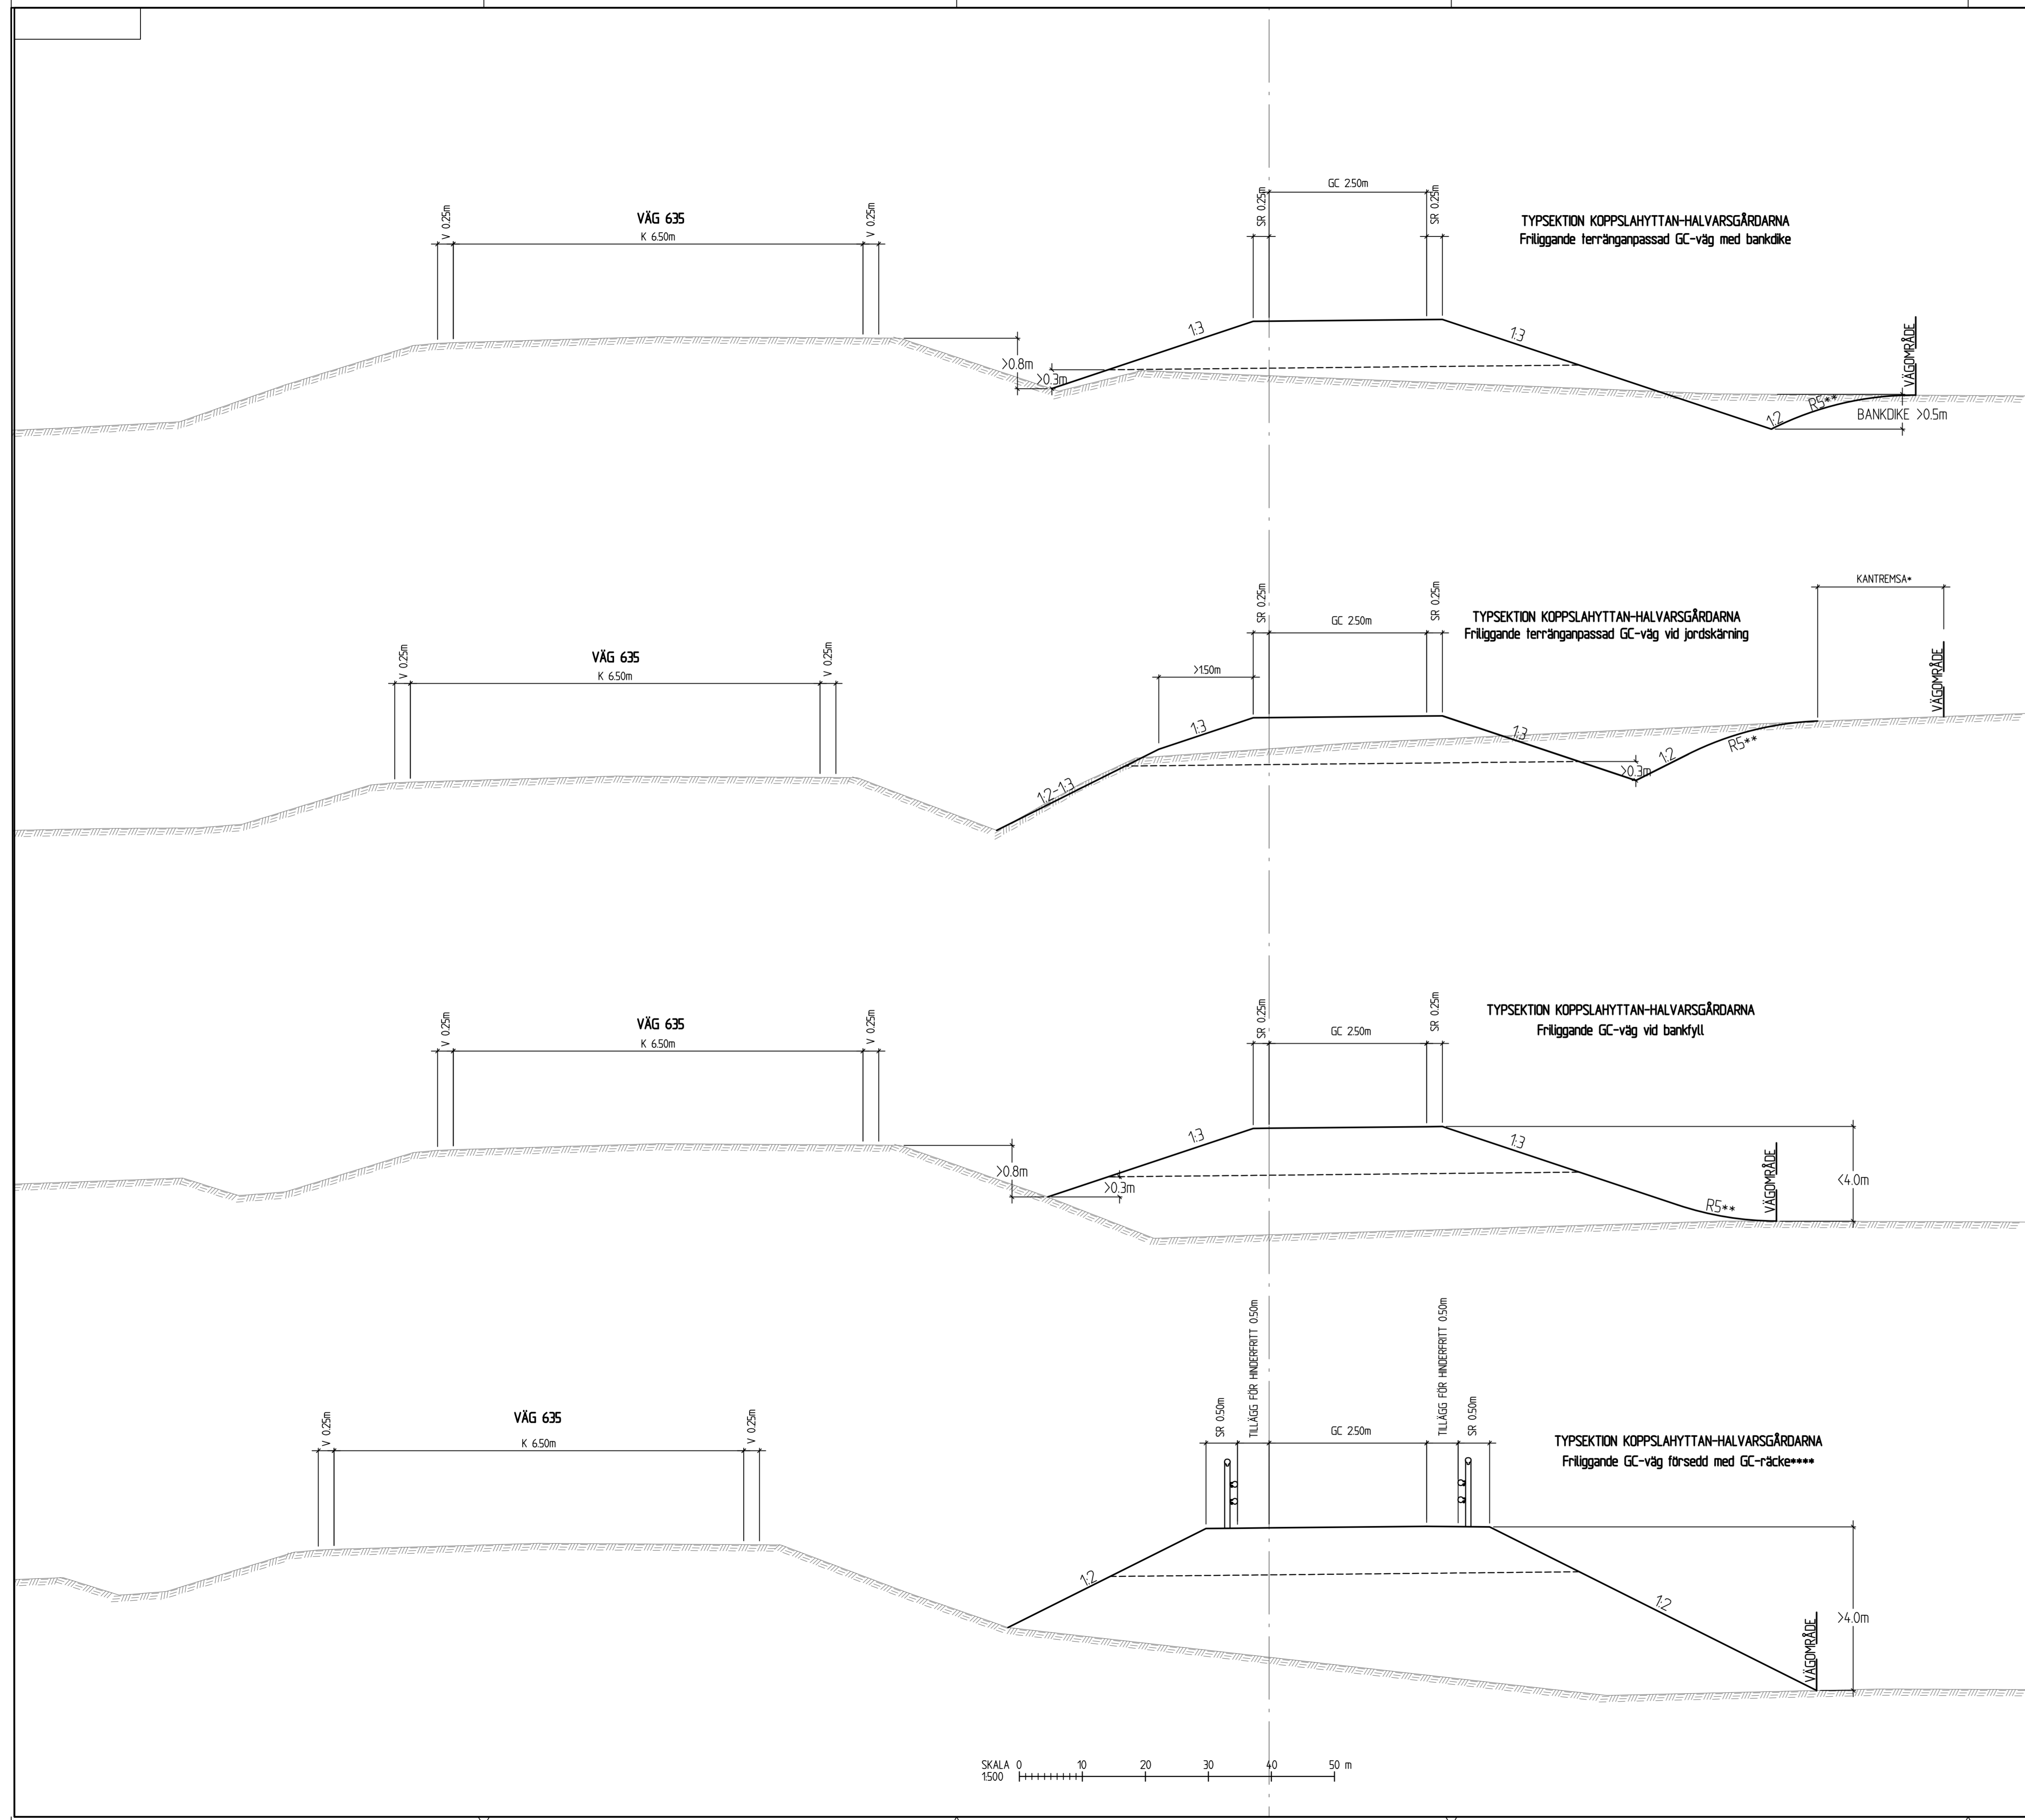 V 0.25m
VÄG 635
K 6.50m
V 0.25m
SR 0.25m
GC 2.50m
SR 0.25m
TYPSEKTION KOPPSLAHYTTAN-HALVARSGÅRDARNA
Friliggande terränganpassad GC-väg med bankdike
>0.8m
>0.3m
1:3
1:3
1:2
R5**
VÄGOMRÅDE
BANKDIKE >0.5m
V 0.25m
VÄG 635
K 6.50m
V 0.25m
>1.50m
SR 0.25m
GC 2.50m
SR 0.25m
TYPSEKTION KOPPSLAHYTTAN-HALVARSGÅRDARNA
Friliggande terränganpassad GC-väg vid jordskärning
KANTREMSA*
VÄGOMRÅDE
1:2-1:3
1:3
1:3
>0.3m
1:2
R5**
V 0.25m
VÄG 635
K 6.50m
V 0.25m
SR 0.25m
GC 2.50m
SR 0.25m
TYPSEKTION KOPPSLAHYTTAN-HALVARSGÅRDARNA
Friliggande GC-väg vid bankfyll
>0.8m
>0.3m
1:3
1:3
R5**
VÄGOMRÅDE
<4.0m
V 0.25m
VÄG 635
K 6.50m
V 0.25m
SR 0.50m
TILLÄGG FÖR HINDERFRITT 0.50m
GC 2.50m
TILLÄGG FÖR HINDERFRITT 0.50m
SR 0.50m
TYPSEKTION KOPPSLAHYTTAN-HALVARSGÅRDARNA
Friliggande GC-väg försedd med GC-räcke****
1:2
1:2
VÄGOMRÅDE
>4.0m
SKALA 0 10 20 30 40 50 m
1:500